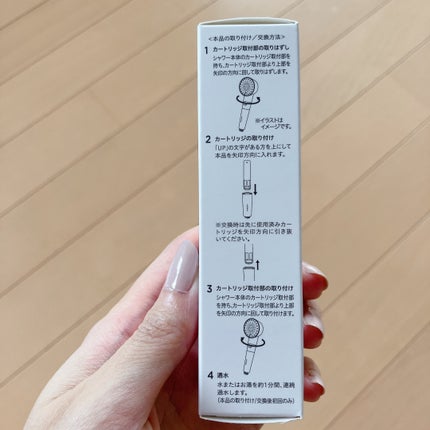 <本品の取り付け/交換方法>
1 カートリッジ取付部の取りはずし
シャワー本体のカートリッジ取付部を
持ち、カートリッジ取付部より上部を
矢印の方向に回して取りはずします。
※イラストは
イメージです。
2 カートリッジの取り付け
「UP」の文字がある方を上にして
本品を矢印方向に入れます。
※交換時は先に使用済みカー
トリッジを矢印方向に引き抜
いてください。
3 カートリッジ取付部の取り付け
シャワー本体のカートリッジ取付部
を持ち、カートリッジ取付部より上部
を矢印の方向に回して取り付けます。
4 通水
水またはお湯を約1分間、連続
通水します。
(本品の取り付け/交換後初回のみ)